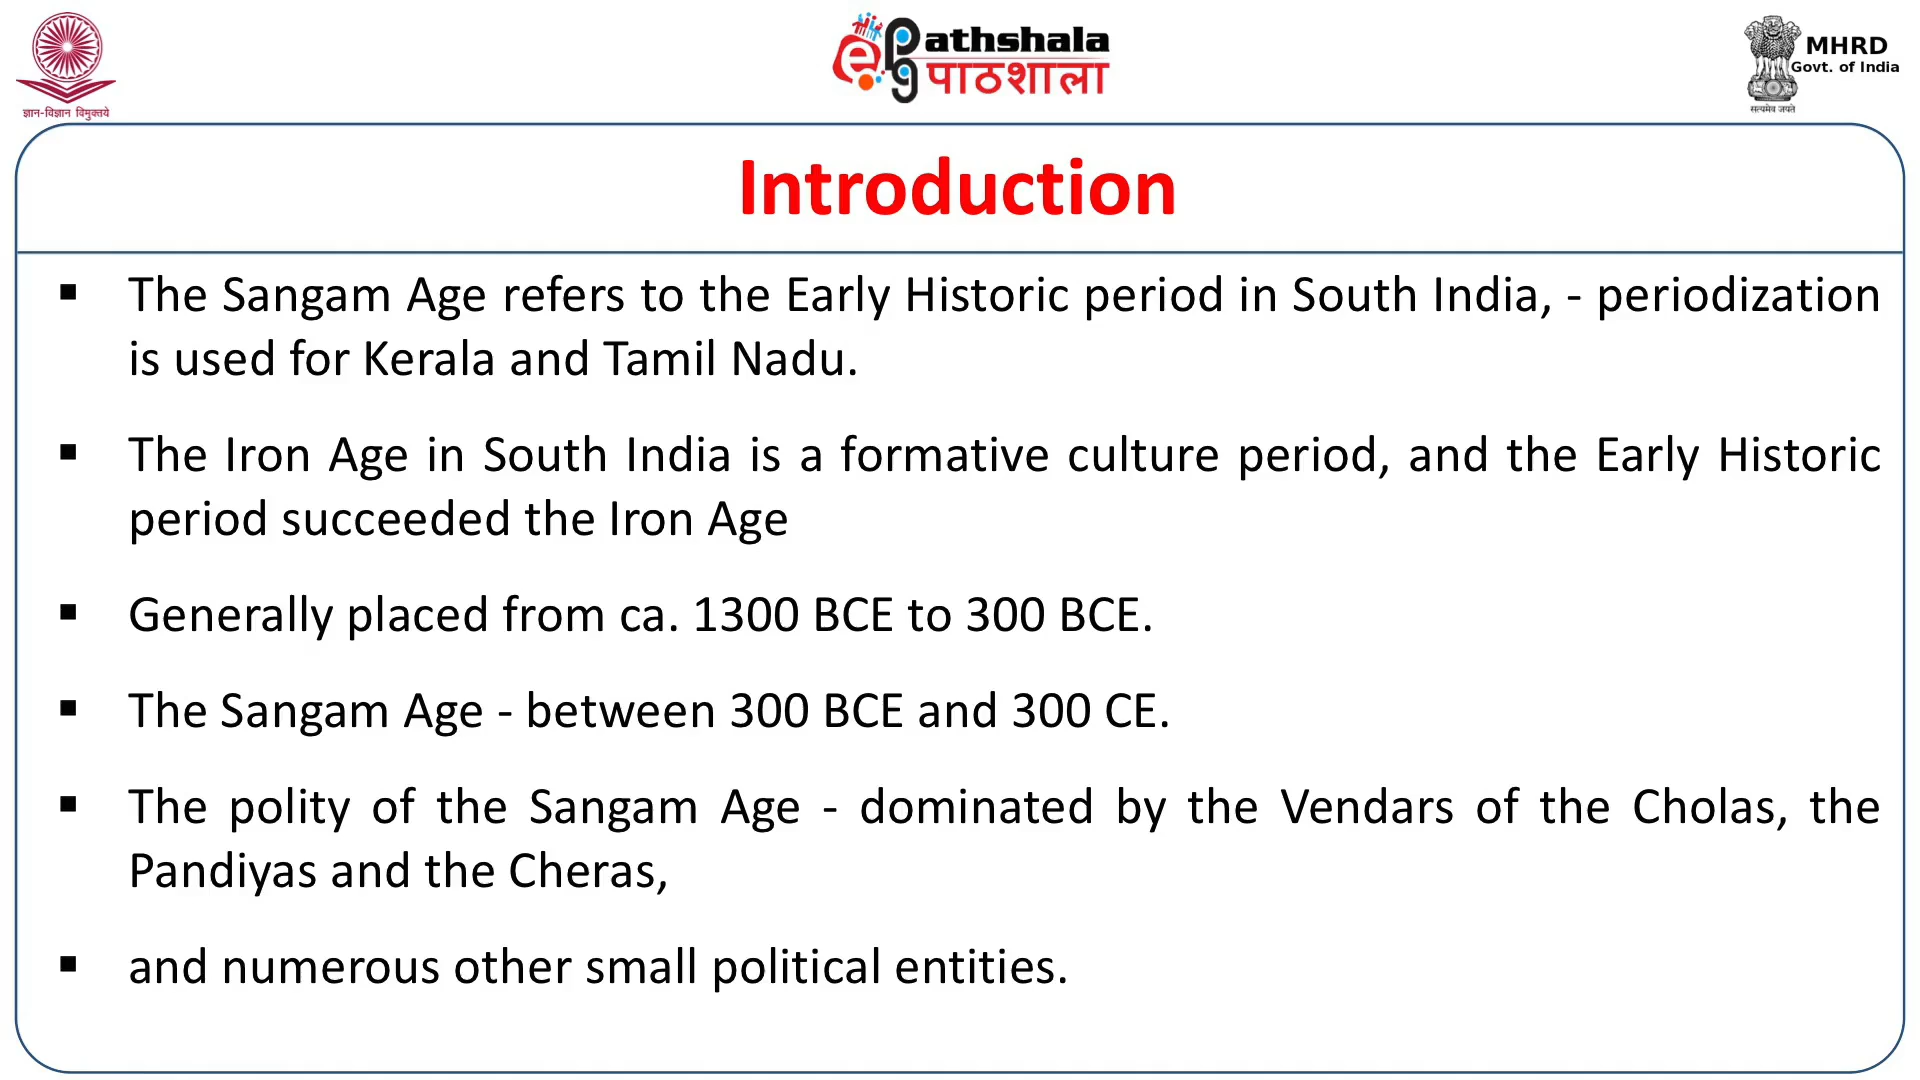 ज्ञान-विज्ञान विमुक्तये
ePathshala
पाठशाला
MHRD
Govt. of India
सत्यमेव जयते
Introduction
▪ The Sangam Age refers to the Early Historic period in South India, - periodization
is used for Kerala and Tamil Nadu.
▪ The Iron Age in South India is a formative culture period, and the Early Historic
period succeeded the Iron Age
▪ Generally placed from ca. 1300 BCE to 300 BCE.
▪ The Sangam Age - between 300 BCE and 300 CE.
▪ The polity of the Sangam Age - dominated by the Vendars of the Cholas, the
Pandiyas and the Cheras,
▪ and numerous other small political entities.